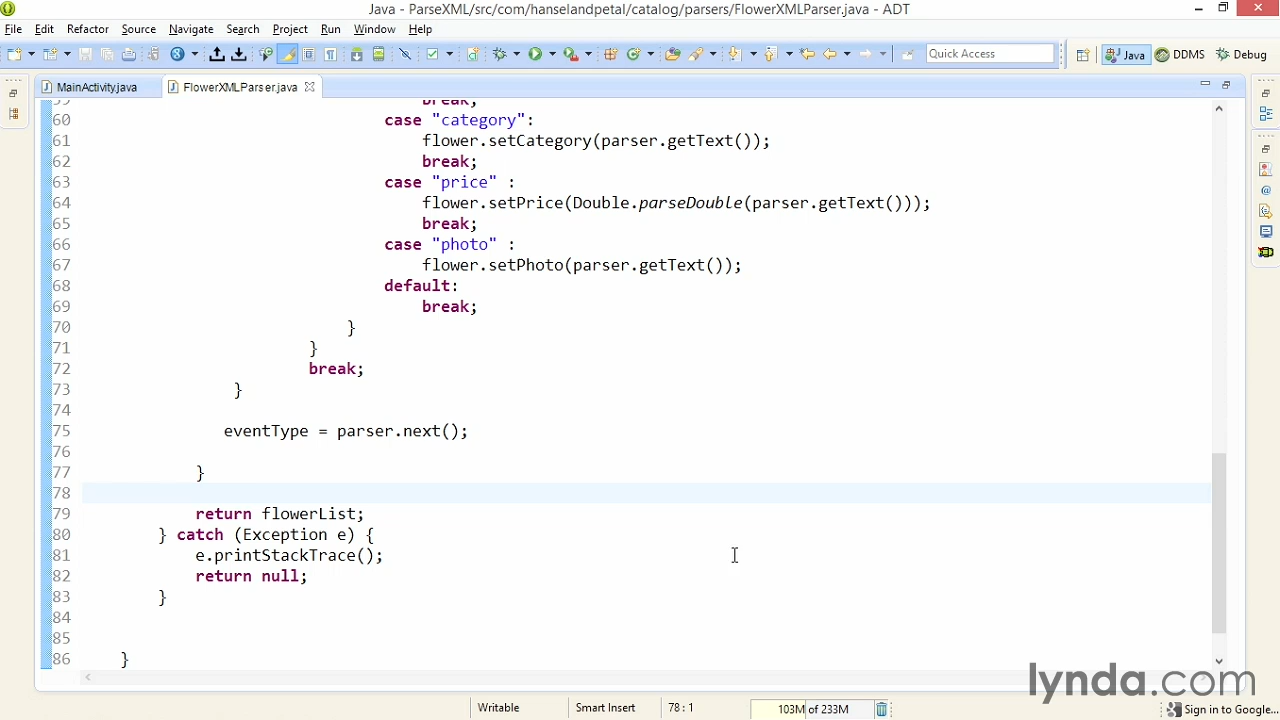 Java - ParseXML/src/com/hanselandpetal/catalog/parsers/FlowerXMLParser.java - ADT
File Edit Refactor Source Navigate Search Project Run Window Help
Quick Access Java DDMS Debug
MainActivity.java FlowerXMLParser.java
59 break;
60 case "category":
61 flower.setCategory(parser.getText());
62 break;
63 case "price" :
64 flower.setPrice(Double.parseDouble(parser.getText()));
65 break;
66 case "photo" :
67 flower.setPhoto(parser.getText());
68 default:
69 break;
70 }
71 }
72 break;
73 }
74
75 eventType = parser.next();
76
77 }
78
79 return flowerList;
80 } catch (Exception e) {
81 e.printStackTrace();
82 return null;
83 }
84
85
86 }
lynda.com
Writable Smart Insert 78 : 1 103M of 233M Sign in to Google...